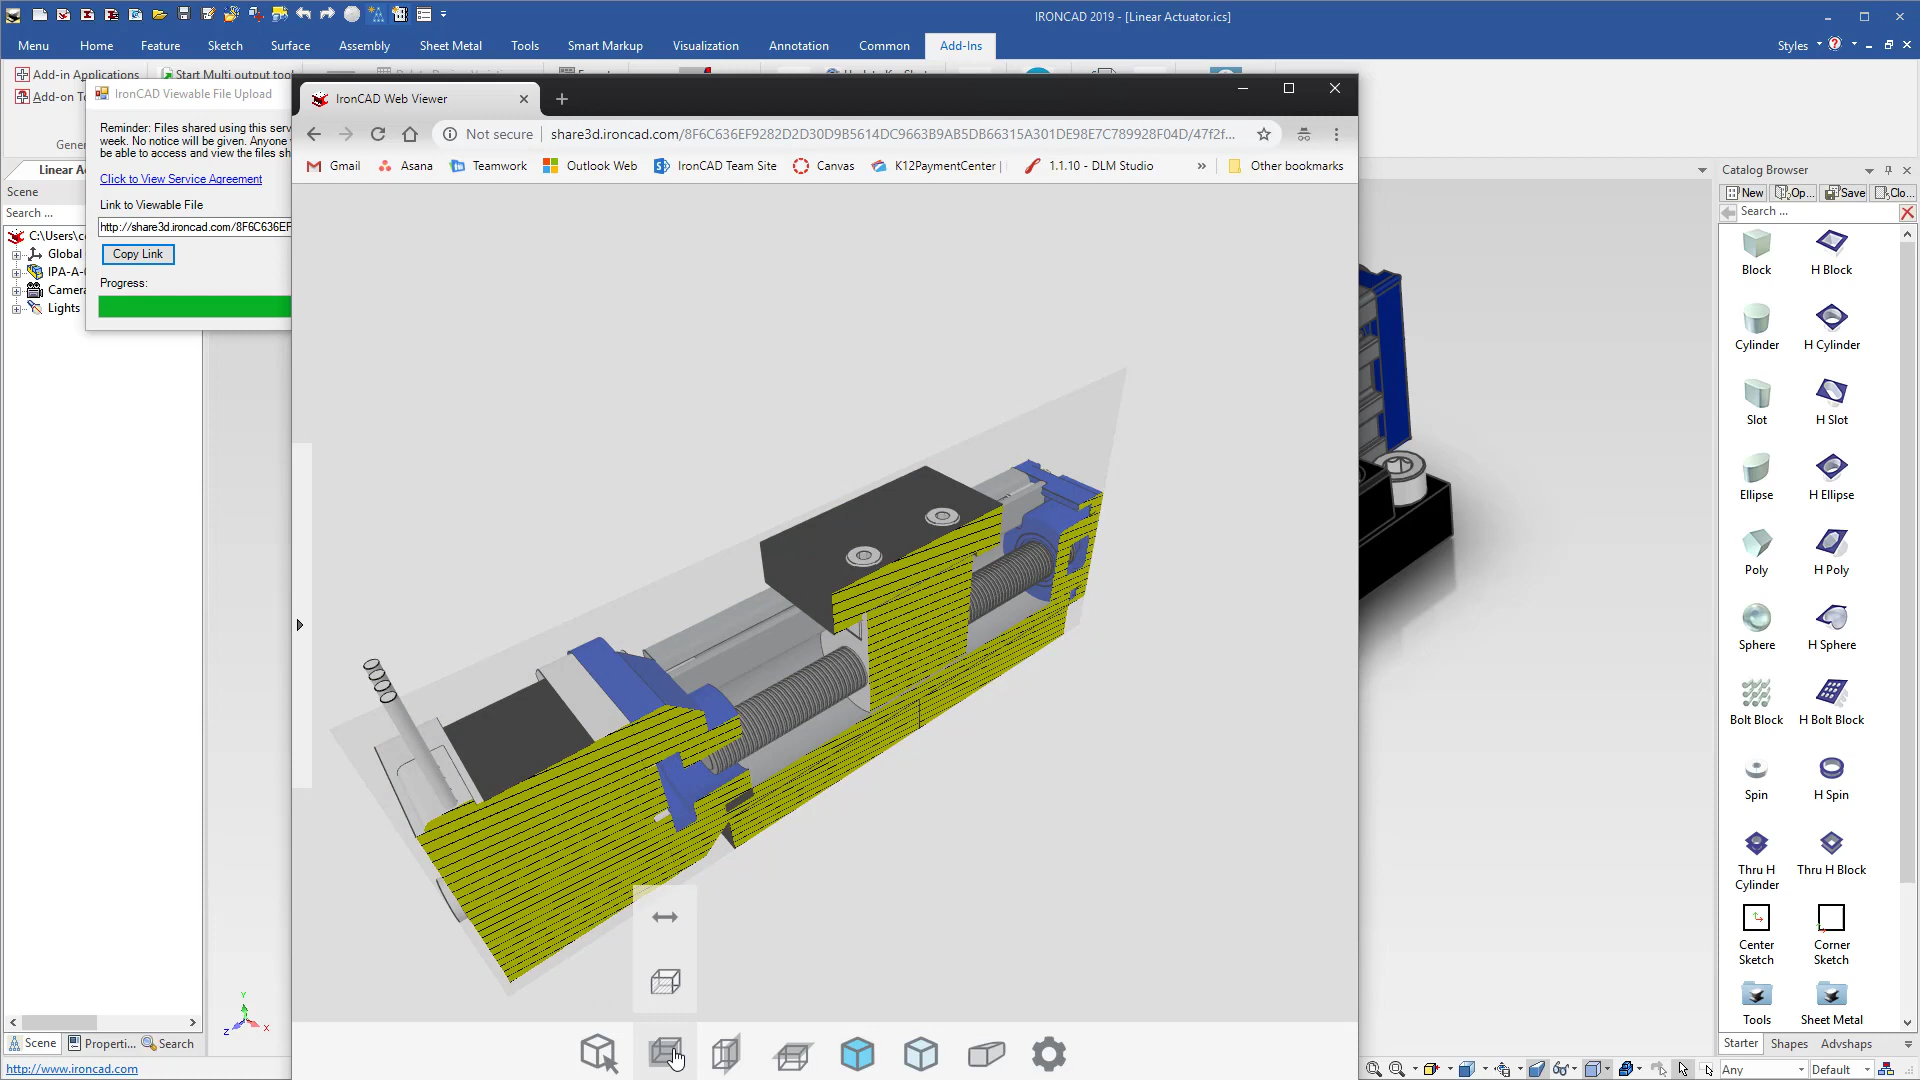 IRONCAD 2019 - [Linear Actuator.ics]
Menu
Home
Feature
Sketch
Surface
Assembly
Sheet Metal
Tools
Smart Markup
Visualization
Annotation
Common
Add-Ins
Styles
Add-in Applications
Start Multi output tool
IronCAD Viewable File Upload
Reminder: Files shared using this serv
week. No notice will be given. Anyone
be able to access and view the files sh
Click to View Service Agreement
Link to Viewable File
http://share3d.ironcad.com/8F6C636EF
Copy Link
Progress:
Scene
Search ...
C:\Users\c
Global
IPA-A-
Camera
Lights
IronCAD Web Viewer
Not secure
share3d.ironcad.com/8F6C636EF9282D2D30D9B5614DC9663B9AB5DB66315A301DE98E7C789928F04D/47f2f...
Gmail
Asana
Teamwork
Outlook Web
IronCAD Team Site
Canvas
K12PaymentCenter |
1.1.10 - DLM Studio
»
Other bookmarks
Catalog Browser
New
Op...
Save
Clo...
Search ...
Block
H Block
Cylinder
H Cylinder
Slot
H Slot
Ellipse
H Ellipse
Poly
H Poly
Sphere
H Sphere
Bolt Block
H Bolt Block
Spin
H Spin
Thru H
Cylinder
Thru H Block
Center
Sketch
Corner
Sketch
Tools
Sheet Metal
Starter
Shapes
Advshaps
Y
Z
X
Scene
Properti...
Search
http://www.ironcad.com
Any
Default